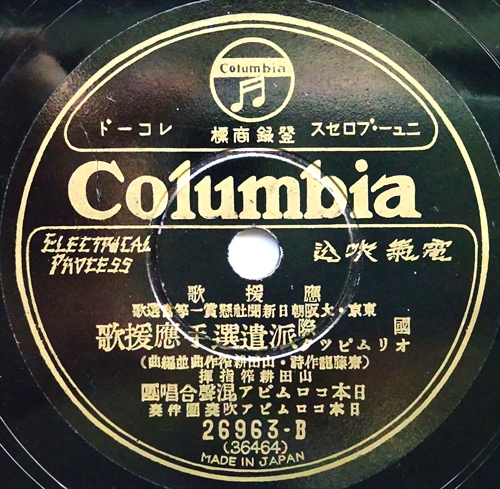 Columbia
ニュー・プロセス 登録商標 レコード
Columbia
ELECTRICAL PROCESS 電氣吹込
應援歌
東京・大阪朝日新聞社懸賞一等當選歌
國際オリムピツク派遣選手應援歌
(齋藤龍作詩・山田耕筰作曲並編曲)
山田耕筰指揮
日本コロムビア混聲合唱團
日本コロムビア吹奏團伴奏
26963-B
(36464)
MADE IN JAPAN